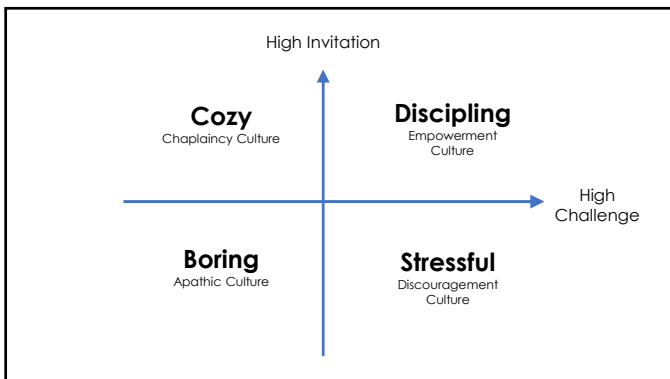 High Invitation
Cozy
Chaplaincy Culture
Discipling
Empowerment
Culture
High
Challenge
Boring
Apathic Culture
Stressful
Discouragement
Culture